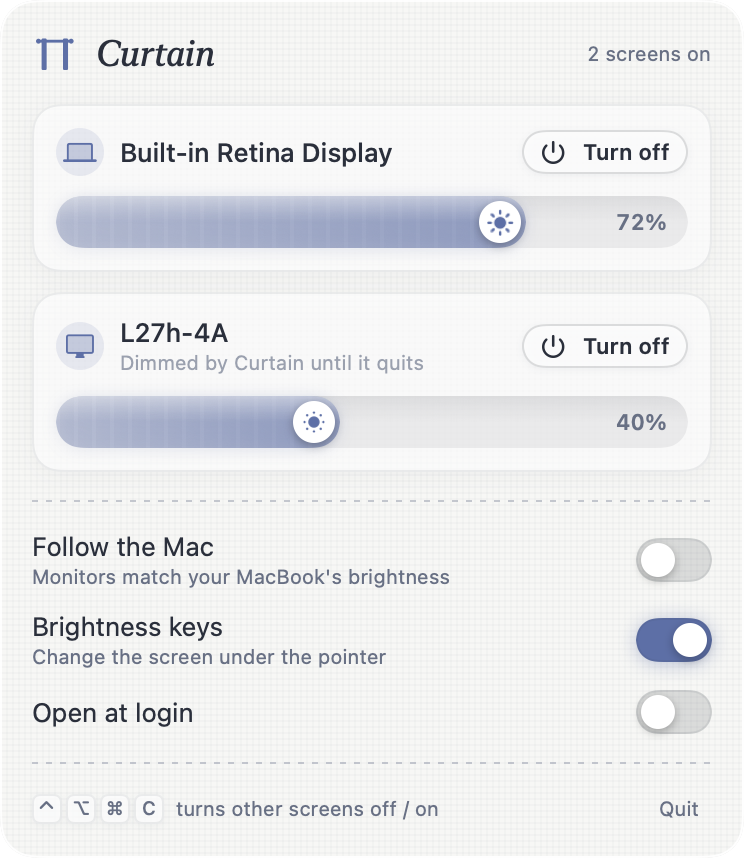 Curtain
2 screens on
Built-in Retina Display
Turn off
72%
L27h-4A
Dimmed by Curtain until it quits
Turn off
40%
Follow the Mac
Monitors match your MacBook's brightness
Brightness keys
Change the screen under the pointer
Open at login
⌃ ⌥ ⌘ C turns other screens off / on
Quit